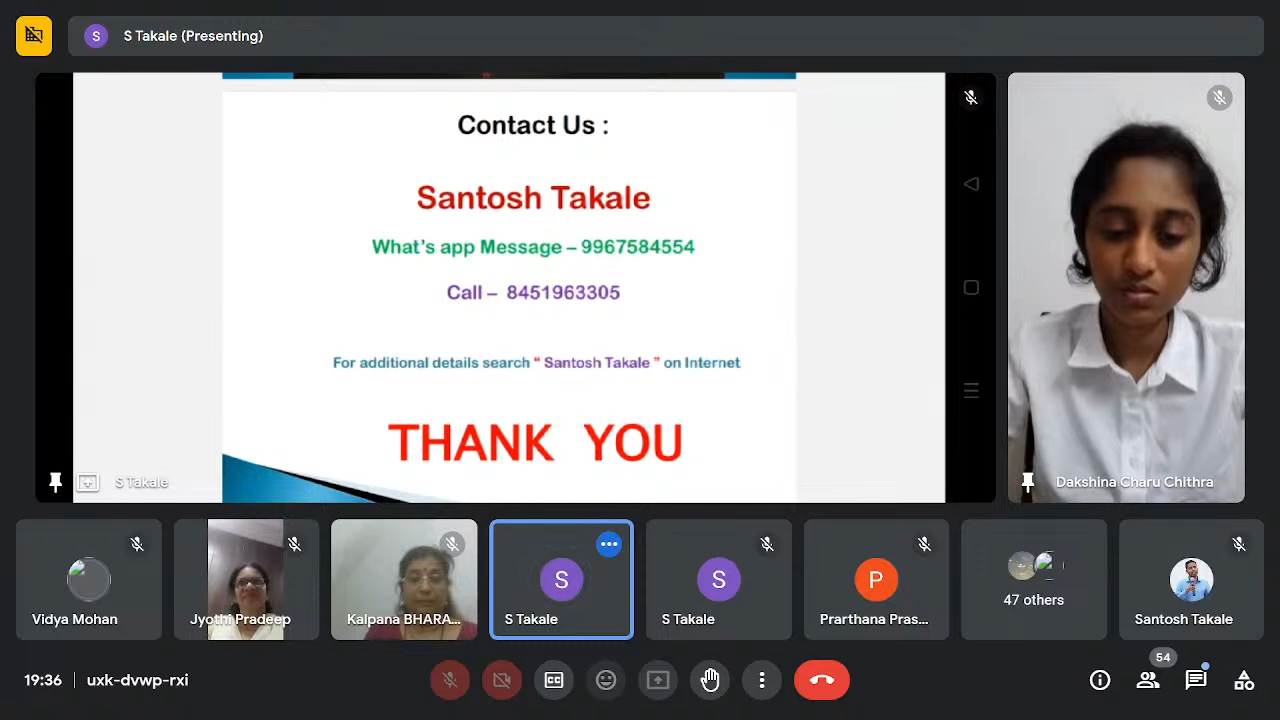 S
S Takale (Presenting)
Contact Us :
Santosh Takale
What's app Message – 9967584554
Call – 8451963305
For additional details search “ Santosh Takale ” on Internet
THANK YOU
S Takale
Dakshina Charu Chithra
Vidya Mohan
Jyothi Pradeep
Kalpana BHARA...
S
S Takale
S
S Takale
P
Prarthana Pras...
47 others
Santosh Takale
19:36 | uxk-dvwp-rxi
CC
54